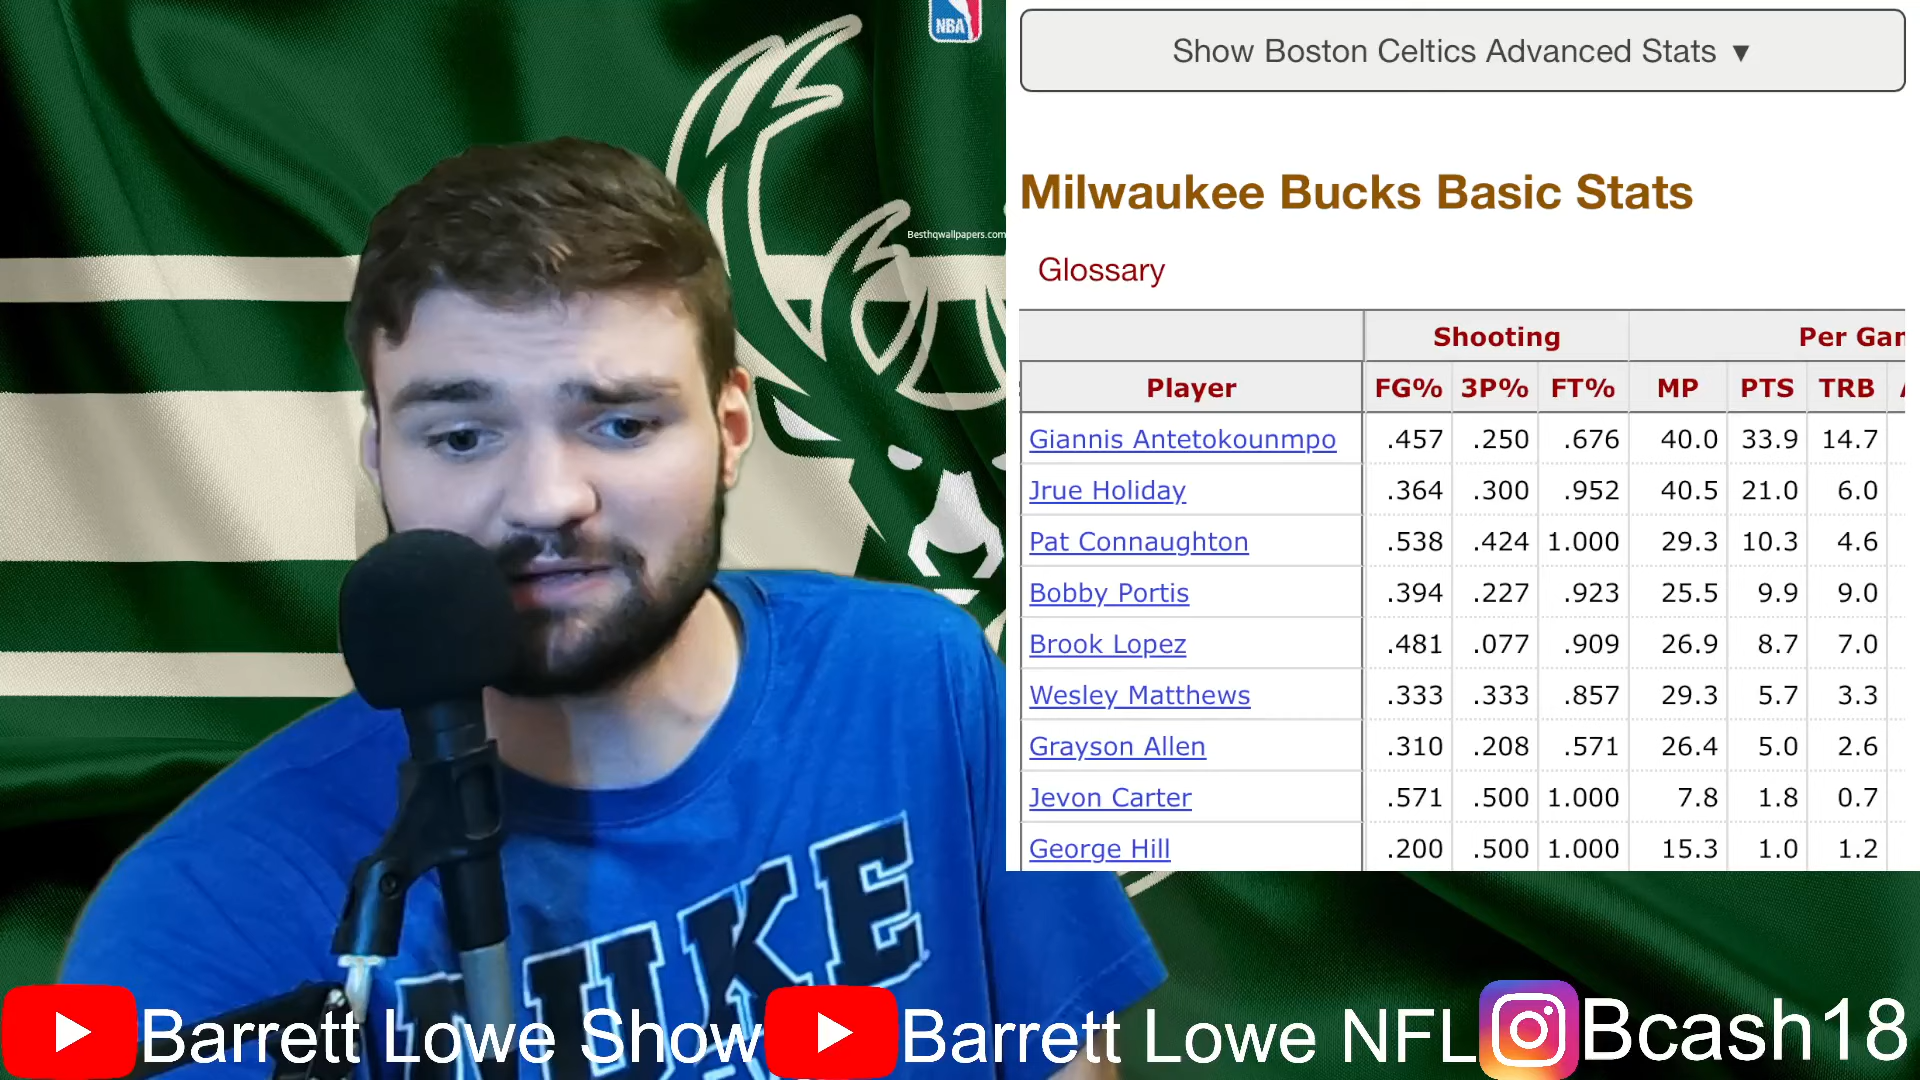 NBA
Besthqwallpapers.com
Show Boston Celtics Advanced Stats ▼
Milwaukee Bucks Basic Stats
Glossary
Shooting Per Gam
Player FG% 3P% FT% MP PTS TRB
Giannis Antetokounmpo .457 .250 .676 40.0 33.9 14.7
Jrue Holiday .364 .300 .952 40.5 21.0 6.0
Pat Connaughton .538 .424 1.000 29.3 10.3 4.6
Bobby Portis .394 .227 .923 25.5 9.9 9.0
Brook Lopez .481 .077 .909 26.9 8.7 7.0
Wesley Matthews .333 .333 .857 29.3 5.7 3.3
Grayson Allen .310 .208 .571 26.4 5.0 2.6
Jevon Carter .571 .500 1.000 7.8 1.8 0.7
George Hill .200 .500 1.000 15.3 1.0 1.2
DUKE
Barrett Lowe Show Barrett Lowe NFL Bcash18